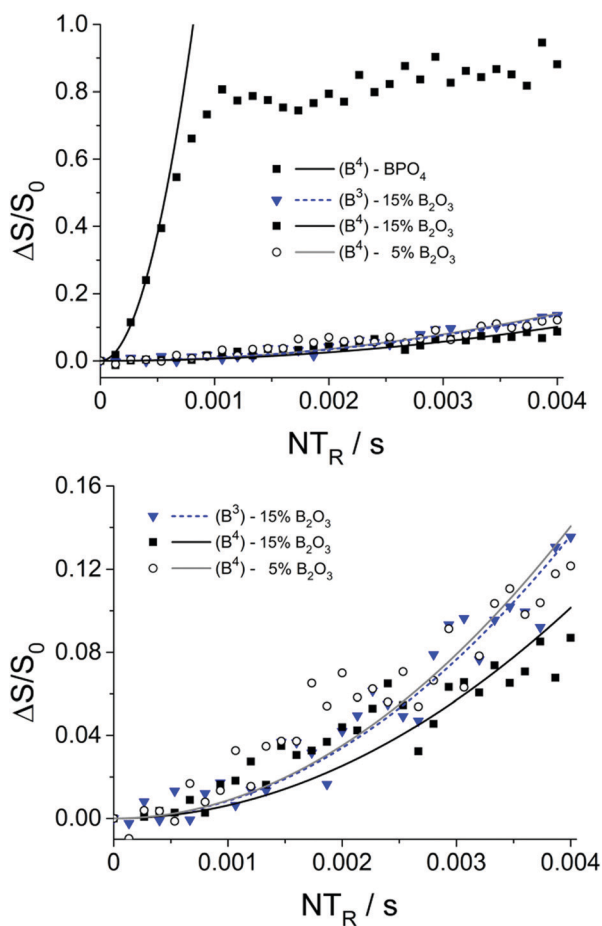 1.0
0.8
0.6
0.4
0.2
0.0
ΔS/S₀
(B⁴) - BPO₄
(B³) - 15% B₂O₃
(B⁴) - 15% B₂O₃
(B⁴) - 5% B₂O₃
0 0.001 0.002 0.003 0.004
NT_R / s
0.16
0.12
0.08
0.04
0.00
ΔS/S₀
(B³) - 15% B₂O₃
(B⁴) - 15% B₂O₃
(B⁴) - 5% B₂O₃
0 0.001 0.002 0.003 0.004
NT_R / s